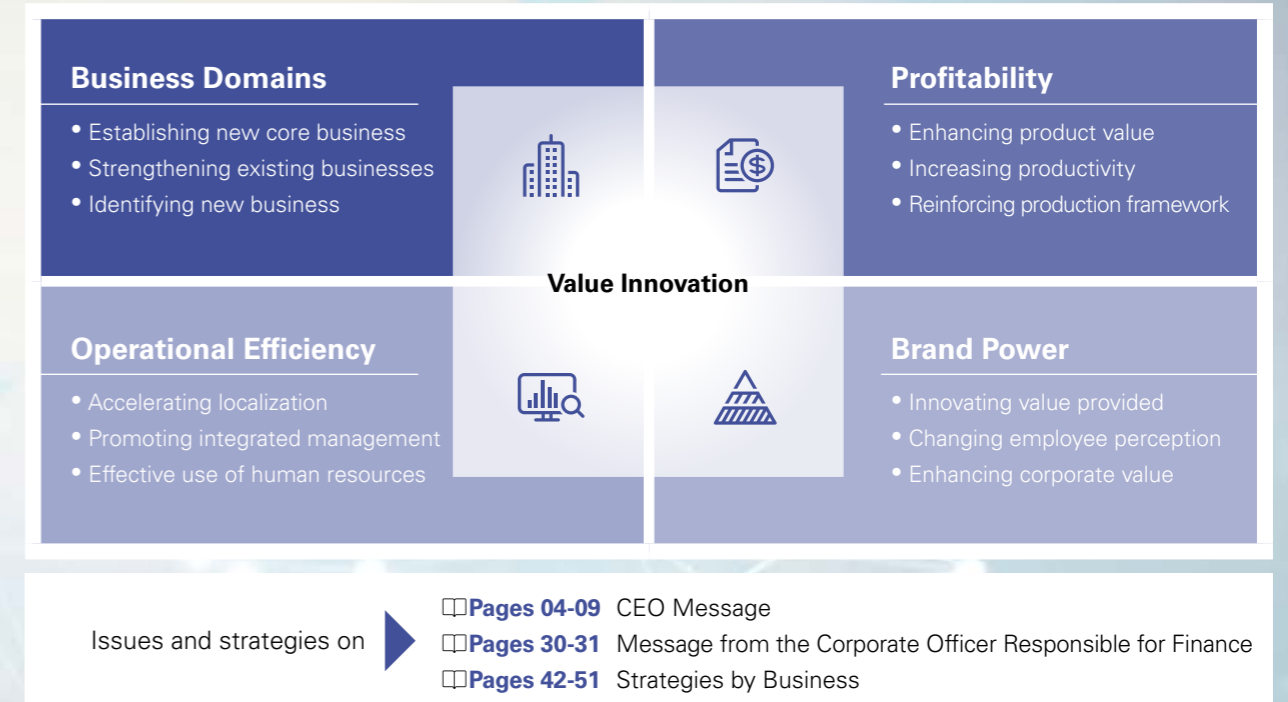 Business Domains
• Establishing new core business
• Strengthening existing businesses
• Identifying new business
Profitability
• Enhancing product value
• Increasing productivity
• Reinforcing production framework
Value Innovation
Operational Efficiency
• Accelerating localization
• Promoting integrated management
• Effective use of human resources
Brand Power
• Innovating value provided
• Changing employee perception
• Enhancing corporate value
Issues and strategies on
Pages 04-09 CEO Message
Pages 30-31 Message from the Corporate Officer Responsible for Finance
Pages 42-51 Strategies by Business